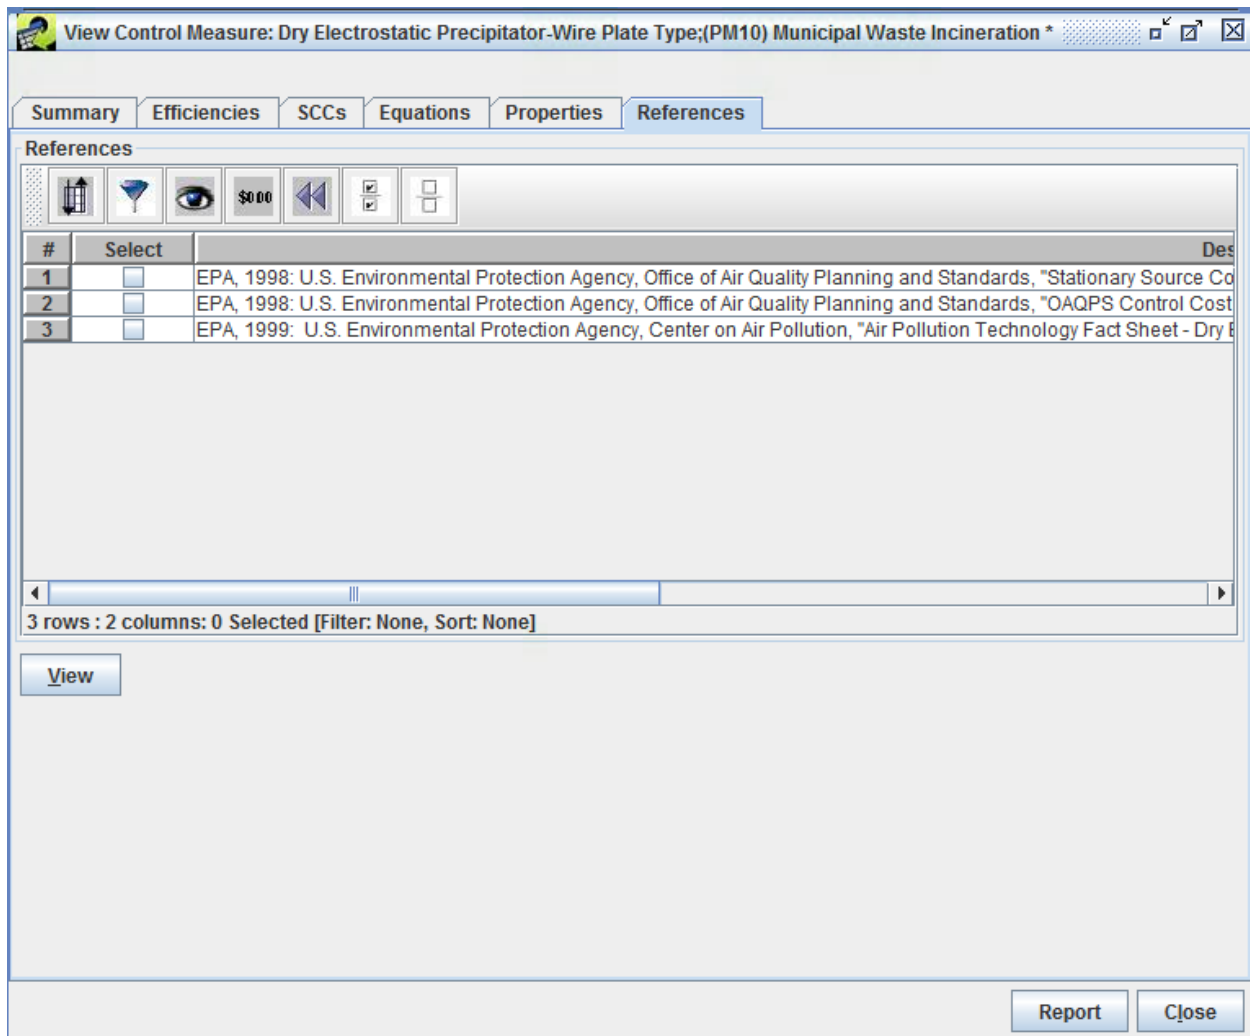 View Control Measure: Dry Electrostatic Precipitator-Wire Plate Type;(PM10) Municipal Waste Incineration *
Summary Efficiencies SCCs Equations Properties References
References
$0.00
# Select Des
1 EPA, 1998: U.S. Environmental Protection Agency, Office of Air Quality Planning and Standards, "Stationary Source Co
2 EPA, 1998: U.S. Environmental Protection Agency, Office of Air Quality Planning and Standards, "OAQPS Control Cost
3 EPA, 1999: U.S. Environmental Protection Agency, Center on Air Pollution, "Air Pollution Technology Fact Sheet - Dry E
3 rows : 2 columns: 0 Selected [Filter: None, Sort: None]
View
Report Close